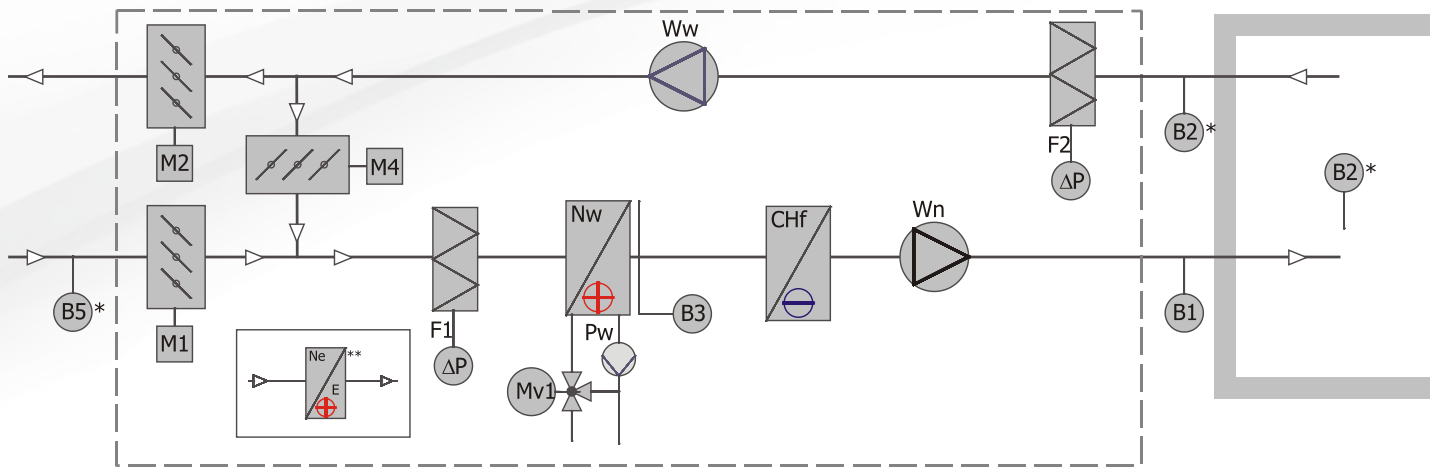 Ww
M2
M4
F2
ΔP
B2*
B2*
Nw
CHf
Wn
B5*
M1
F1
ΔP
Pw
B3
B1
Mv1
Ne **
E